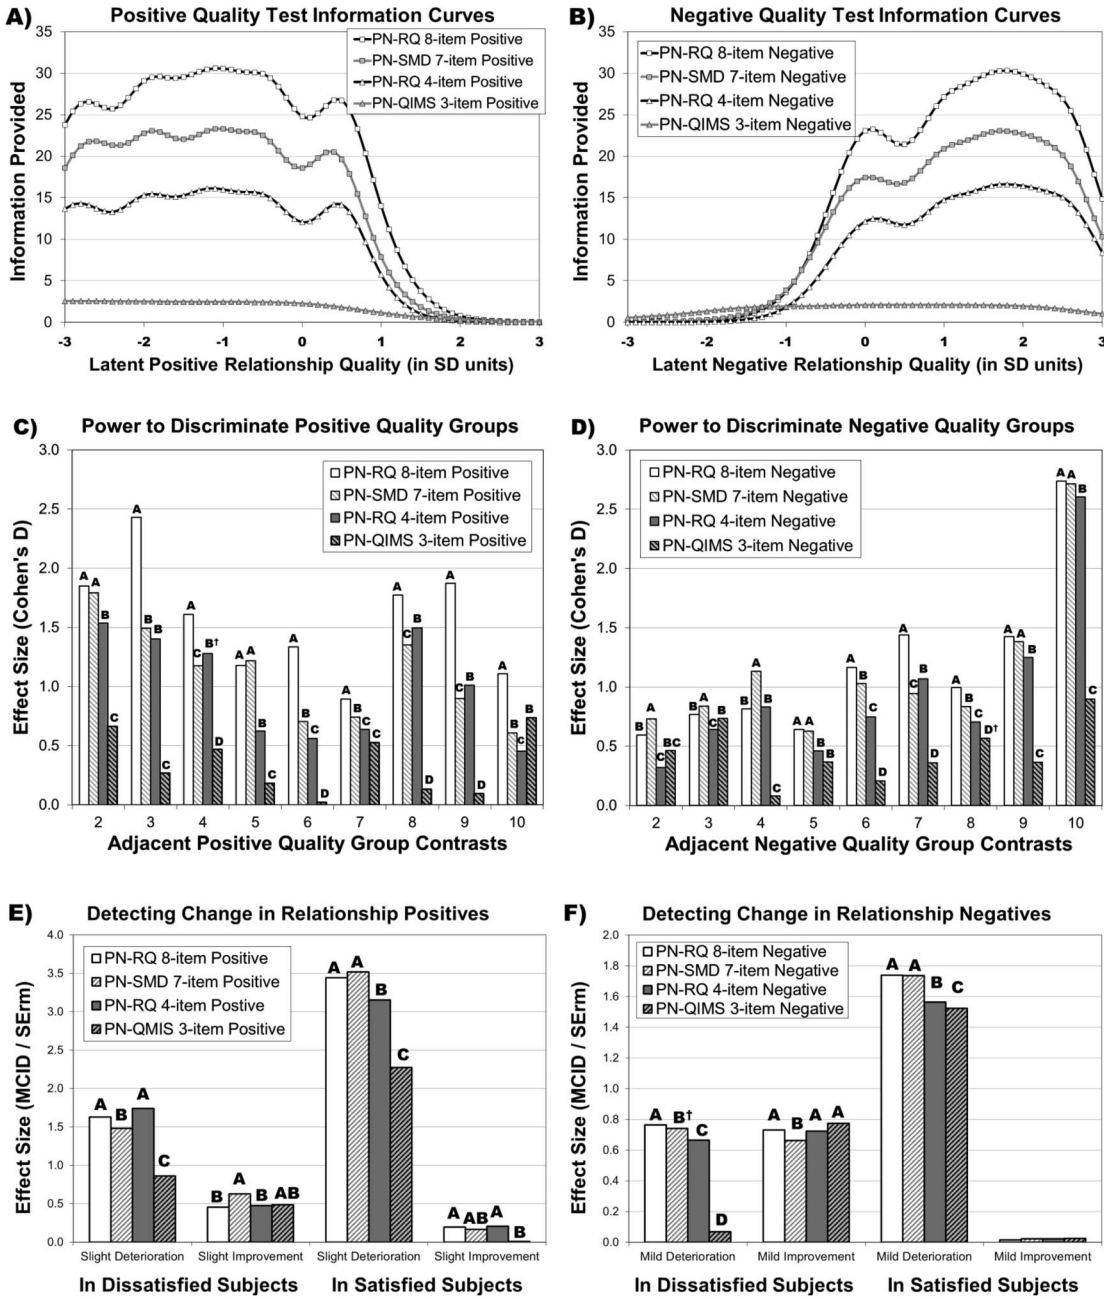 A) Positive Quality Test Information Curves
35
30
25
20
15
10
5
0
Information Provided
PN-RQ 8-item Positive
PN-SMD 7-item Positive
PN-RQ 4-item Positive
PN-QIMS 3-item Positive
-3 -2 -1 0 1 2 3
Latent Positive Relationship Quality (in SD units)
B) Negative Quality Test Information Curves
35
30
25
20
15
10
5
0
Information Provided
PN-RQ 8-item Negative
PN-SMD 7-item Negative
PN-RQ 4-item Negative
PN-QIMS 3-item Negative
-3 -2 -1 0 1 2 3
Latent Negative Relationship Quality (in SD units)
C) Power to Discriminate Positive Quality Groups
3.0
2.5
2.0
1.5
1.0
0.5
0.0
Effect Size (Cohen's D)
PN-RQ 8-item Positive
PN-SMD 7-item Positive
PN-RQ 4-item Positive
PN-QIMS 3-item Positive
A A B C
A B B C
A C B† D
A A B C
A B C D
A B C D
A C B D
A C B D
A B C B
2 3 4 5 6 7 8 9 10
Adjacent Positive Quality Group Contrasts
D) Power to Discriminate Negative Quality Groups
3.0
2.5
2.0
1.5
1.0
0.5
0.0
Effect Size (Cohen's D)
PN-RQ 8-item Negative
PN-SMD 7-item Negative
PN-RQ 4-item Negative
PN-QIMS 3-item Negative
B A C BC
B A C B
B A B C
A A B B
A B C D
A C B D
A B C D†
A A B C
A A B C
2 3 4 5 6 7 8 9 10
Adjacent Negative Quality Group Contrasts
E) Detecting Change in Relationship Positives
4.0
3.5
3.0
2.5
2.0
1.5
1.0
0.5
0.0
Effect Size (MCID / SErm)
PN-RQ 8-item Positive
PN-SMD 7-item Positive
PN-RQ 4-item Postive
PN-QMIS 3-item Positive
A B A C
B A B AB
A A B C
A AB A B
Slight Deterioration Slight Improvement Slight Deterioration Slight Improvement
In Dissatisfied Subjects In Satisfied Subjects
F) Detecting Change in Relationship Negatives
2.0
1.8
1.6
1.4
1.2
1.0
0.8
0.6
0.4
0.2
0.0
Effect Size (MCID / SErm)
PN-RQ 8-item Negative
PN-SMD 7-item Negative
PN-RQ 4-item Negative
PN-QIMS 3-item Negative
A B† C D
A B A A
A A B C
Mild Deterioration Mild Improvement Mild Deterioration Mild Improvement
In Dissatisfied Subjects In Satisfied Subjects